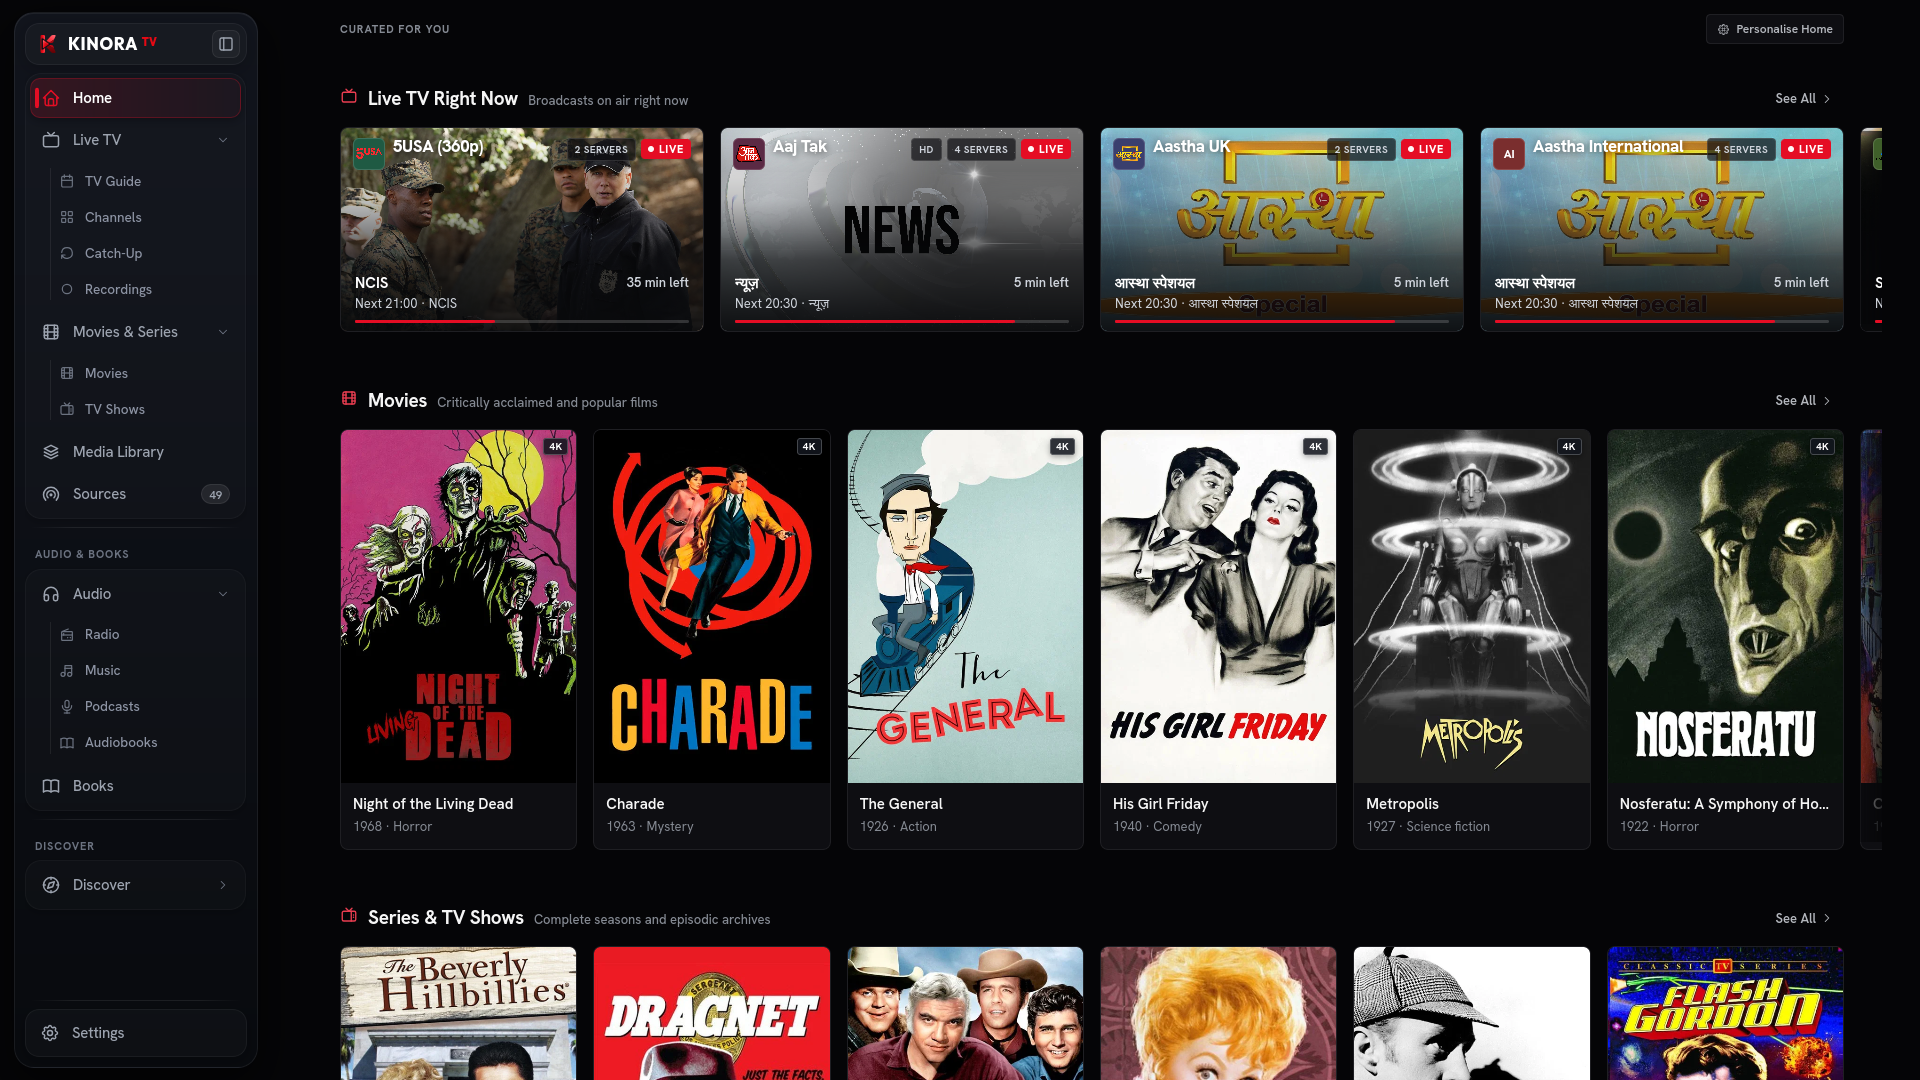 KINORA TV
Home
Live TV
TV Guide
Channels
Catch-Up
Recordings
Movies & Series
Movies
TV Shows
Media Library
Sources 49
AUDIO & BOOKS
Audio
Radio
Music
Podcasts
Audiobooks
Books
DISCOVER
Discover
Settings
CURATED FOR YOU
Personalise Home
Live TV Right Now Broadcasts on air right now See All
5USA 5USA (360p) 2 SERVERS LIVE
NCIS 35 min left
Next 21:00 · NCIS
Aaj Tak HD 4 SERVERS LIVE
NEWS
न्यूज़ 5 min left
Next 20:30 · न्यूज़
Aastha UK 2 SERVERS LIVE
आस्था
आस्था स्पेशयल 5 min left
Next 20:30 · आस्था स्पेशयल
Special
AI Aastha International 4 SERVERS LIVE
आस्था
आस्था स्पेशयल 5 min left
Next 20:30 · आस्था स्पेशयल
Special
Movies Critically acclaimed and popular films See All
4K
NIGHT
OF THE
LIVING DEAD
Night of the Living Dead
1968 · Horror
4K
CHARADE
Charade
1963 · Mystery
4K
The
GENERAL
The General
1926 · Action
4K
HIS GIRL FRIDAY
His Girl Friday
1940 · Comedy
4K
METROPOLIS
Metropolis
1927 · Science fiction
4K
NOSFERATU
Nosferatu: A Symphony of Ho...
1922 · Horror
Series & TV Shows Complete seasons and episodic archives See All
The Beverly
Hillbillies
SERGEANT
DRAGNET
JUST THE FACTS,
CLASSIC TV SERIES
FLASH
GORDON